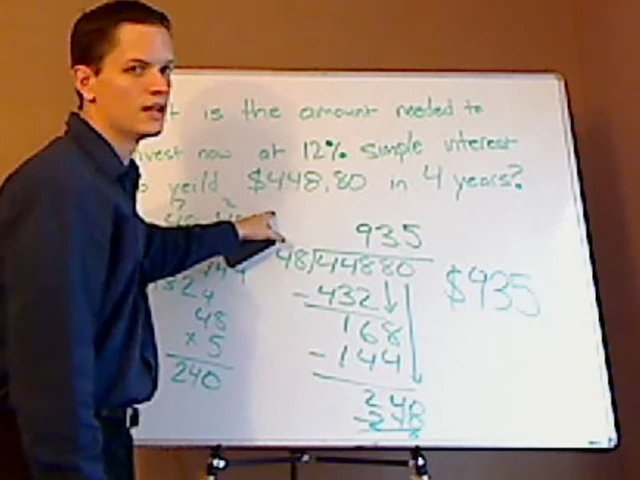 is the amount needed to
now at 12% simple interest
yeild $448.80 in 4 years?
935
48)44880
$935
-432
168
-144
240
48
x 5
240